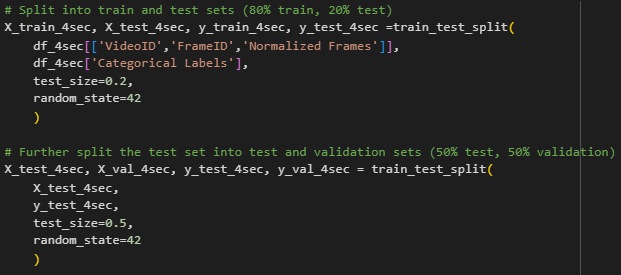 # Split into train and test sets (80% train, 20% test)
X_train_4sec, X_test_4sec, y_train_4sec, y_test_4sec =train_test_split(
    df_4sec[['VideoID','FrameID','Normalized Frames']],
    df_4sec['Categorical Labels'],
    test_size=0.2,
    random_state=42
    )

# Further split the test set into test and validation sets (50% test, 50% validation)
X_test_4sec, X_val_4sec, y_test_4sec, y_val_4sec = train_test_split(
    X_test_4sec,
    y_test_4sec,
    test_size=0.5,
    random_state=42
    )